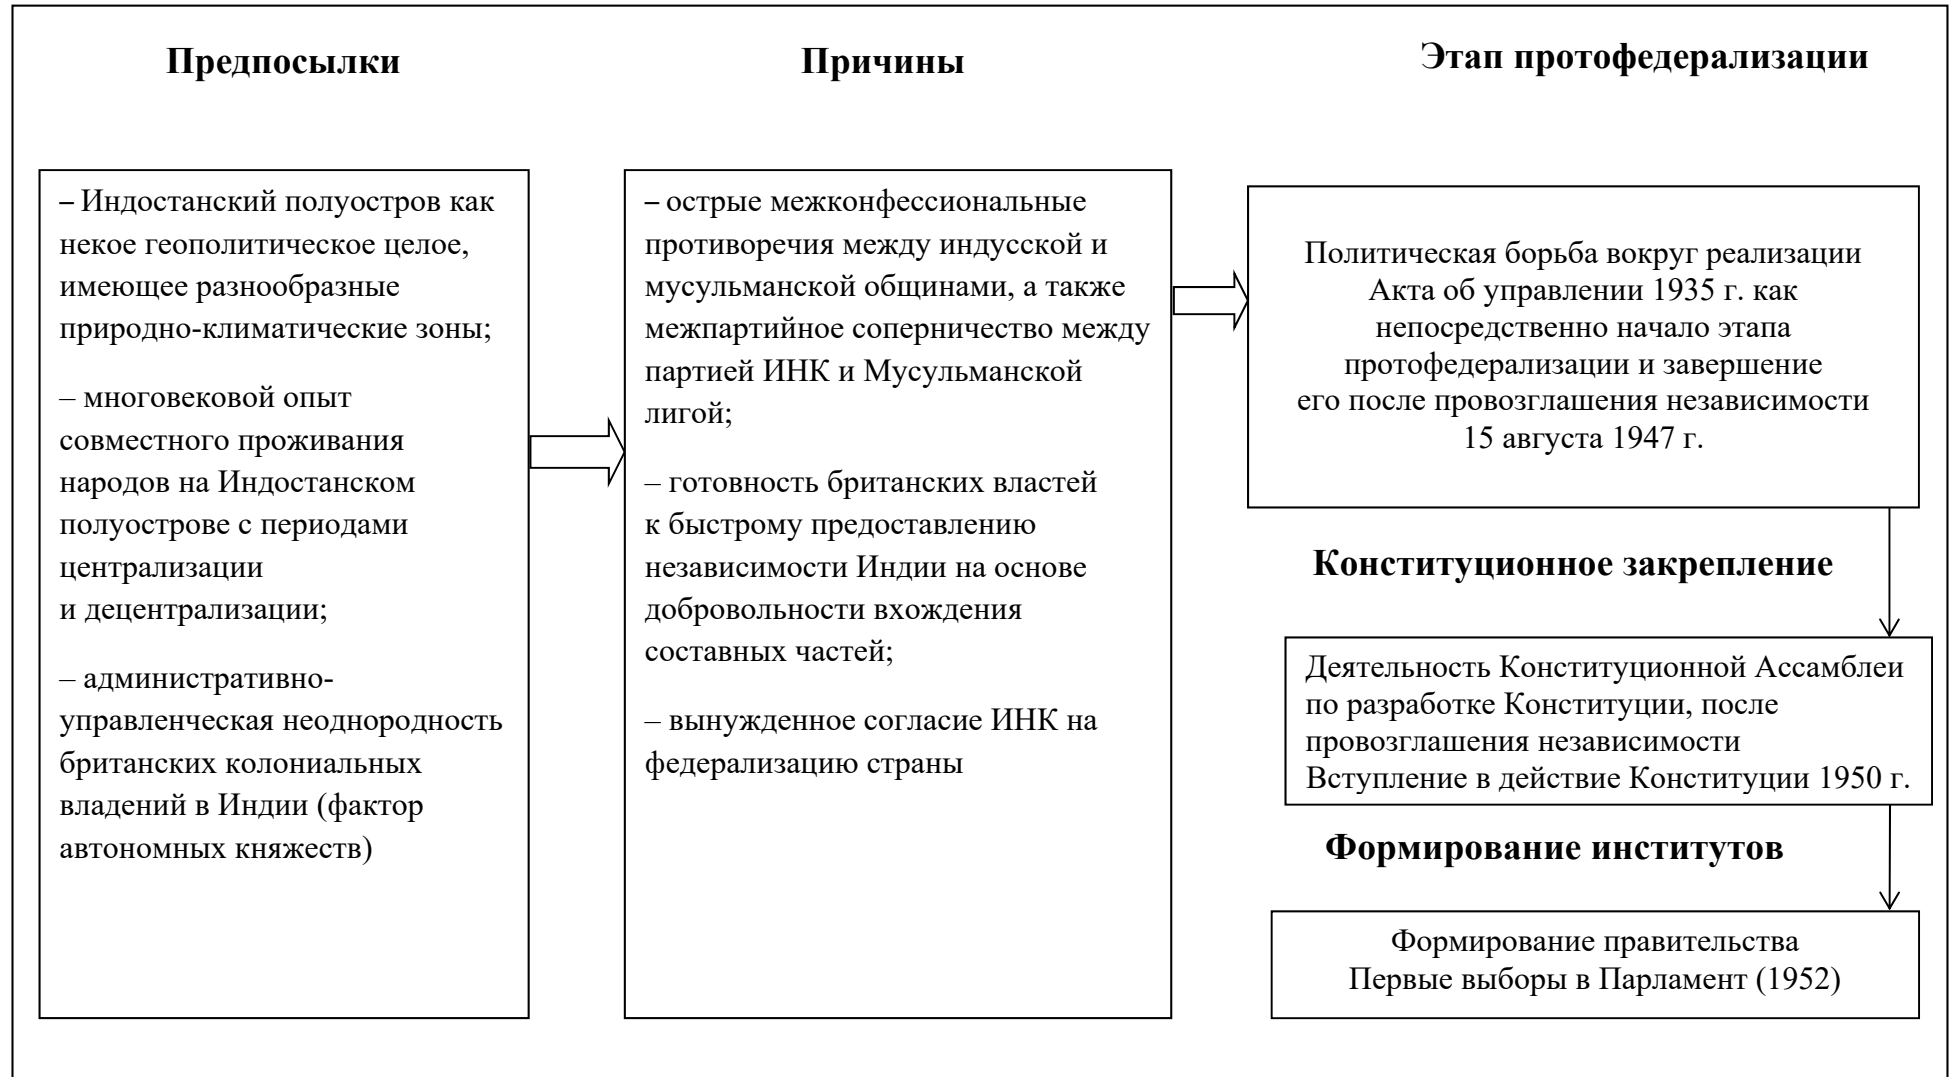 Предпосылки
– Индостанский полуостров как
некое геополитическое целое,
имеющее разнообразные
природно-климатические зоны;
– многовековой опыт
совместного проживания
народов на Индостанском
полуострове с периодами
централизации
и децентрализации;
– административно-
управленческая неоднородность
британских колониальных
владений в Индии (фактор
автономных княжеств)
Причины
– острые межконфессиональные
противоречия между индусской и
мусульманской общинами, а также
межпартийное соперничество между
партией ИНК и Мусульманской
лигой;
– готовность британских властей
к быстрому предоставлению
независимости Индии на основе
добровольности вхождения
составных частей;
– вынужденное согласие ИНК на
федерализацию страны
Этап протофедерализации
Политическая борьба вокруг реализации
Акта об управлении 1935 г. как
непосредственно начало этапа
протофедерализации и завершение
его после провозглашения независимости
15 августа 1947 г.
Конституционное закрепление
Деятельность Конституционной Ассамблеи
по разработке Конституции, после
провозглашения независимости
Вступление в действие Конституции 1950 г.
Формирование институтов
Формирование правительства
Первые выборы в Парламент (1952)